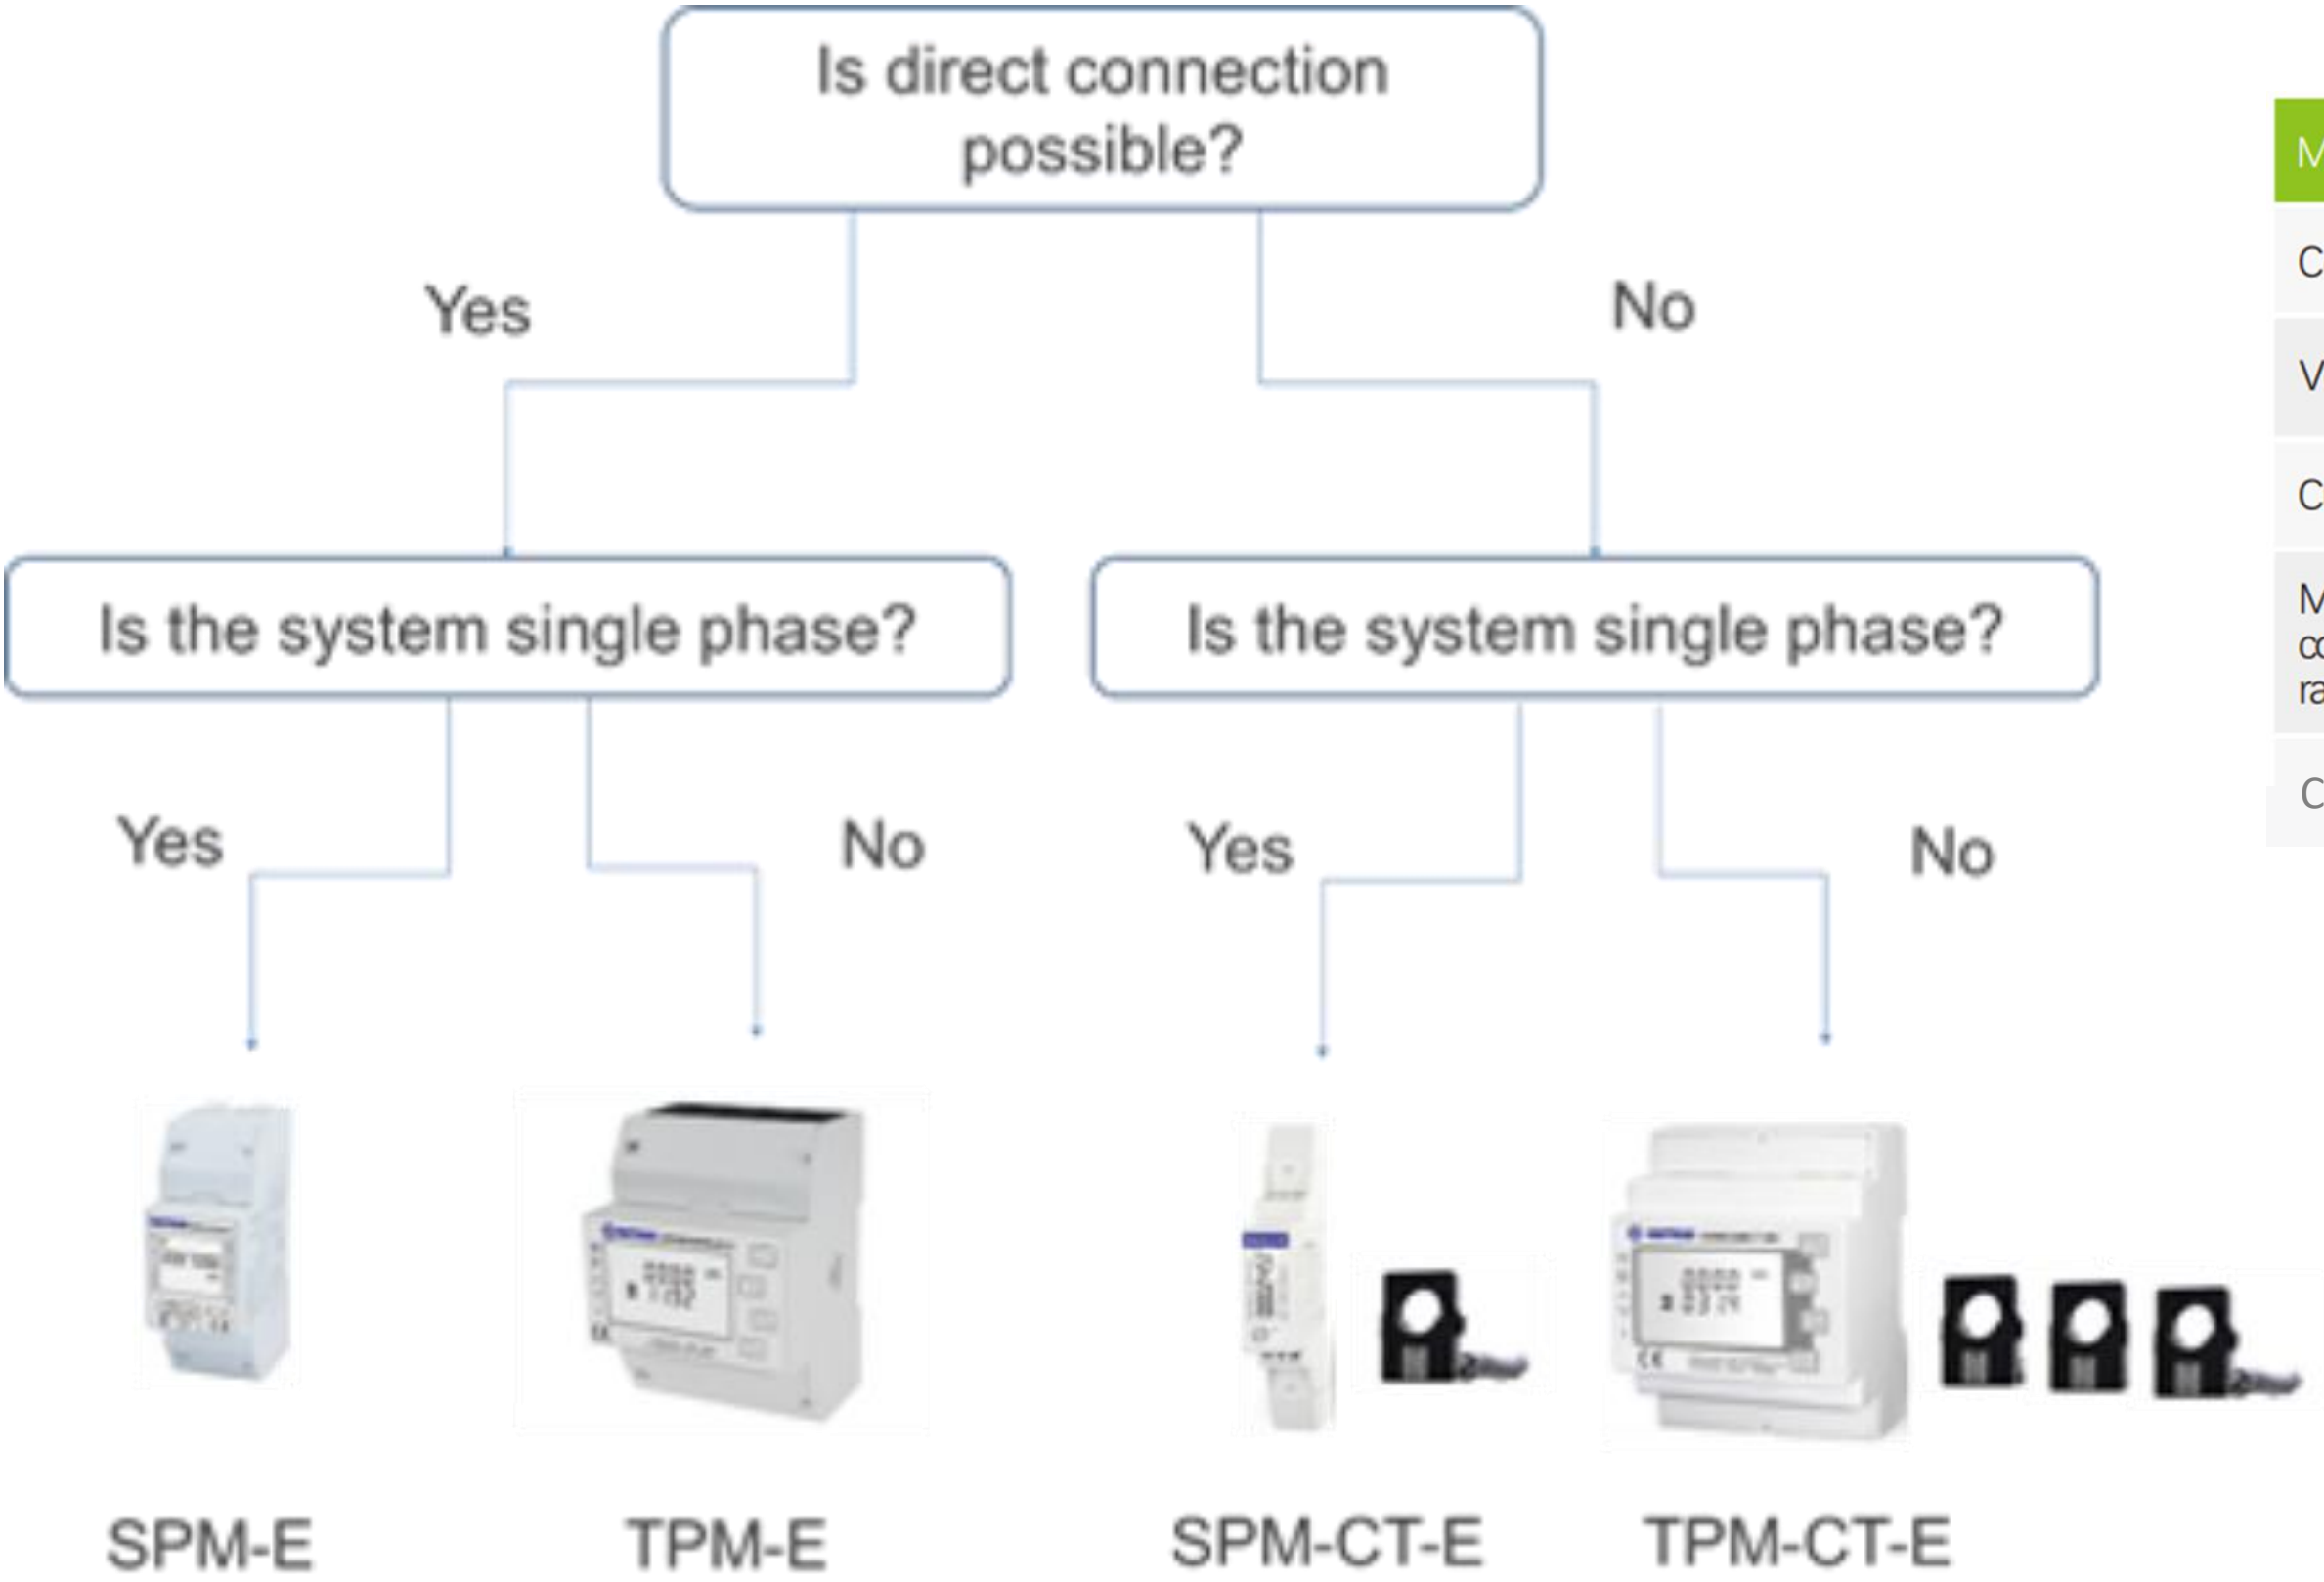 Is direct connection
possible?
Yes
No
Is the system single phase?
Is the system single phase?
Yes
No
Yes
No
SPM-E
TPM-E
SPM-CT-E
TPM-CT-E